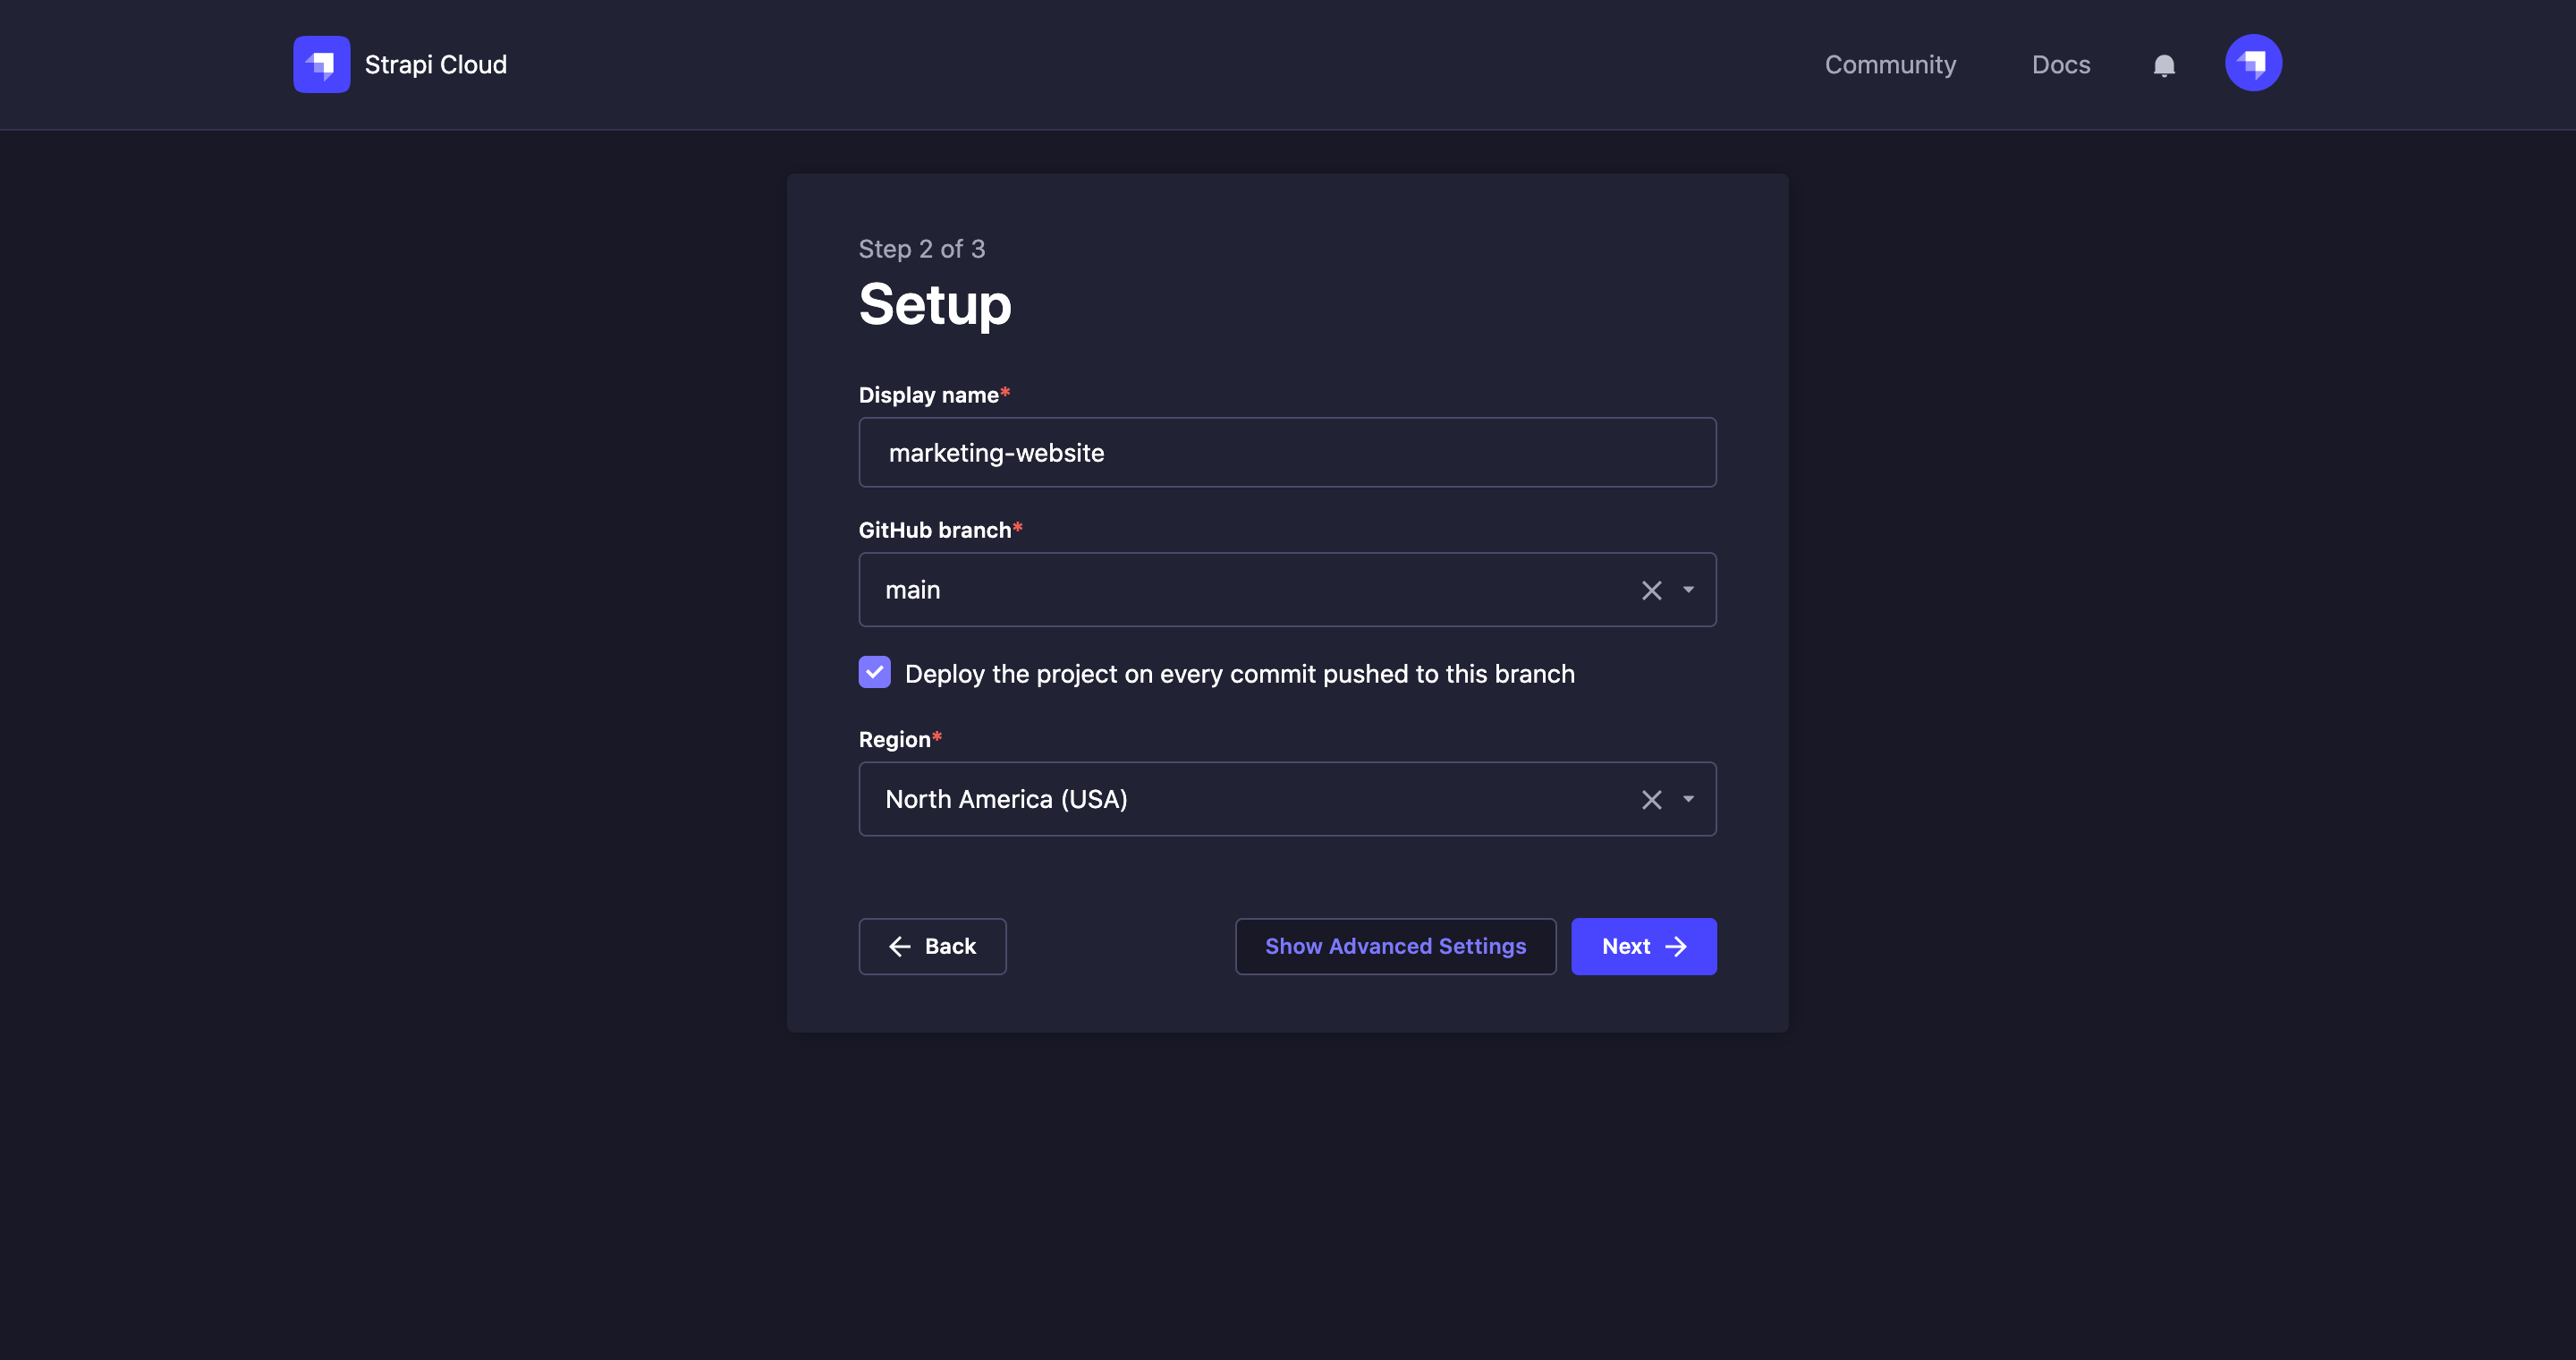 Strapi Cloud
Community
Docs
Step 2 of 3
Setup
Display name*
marketing-website
GitHub branch*
main
Deploy the project on every commit pushed to this branch
Region*
North America (USA)
Back
Show Advanced Settings
Next